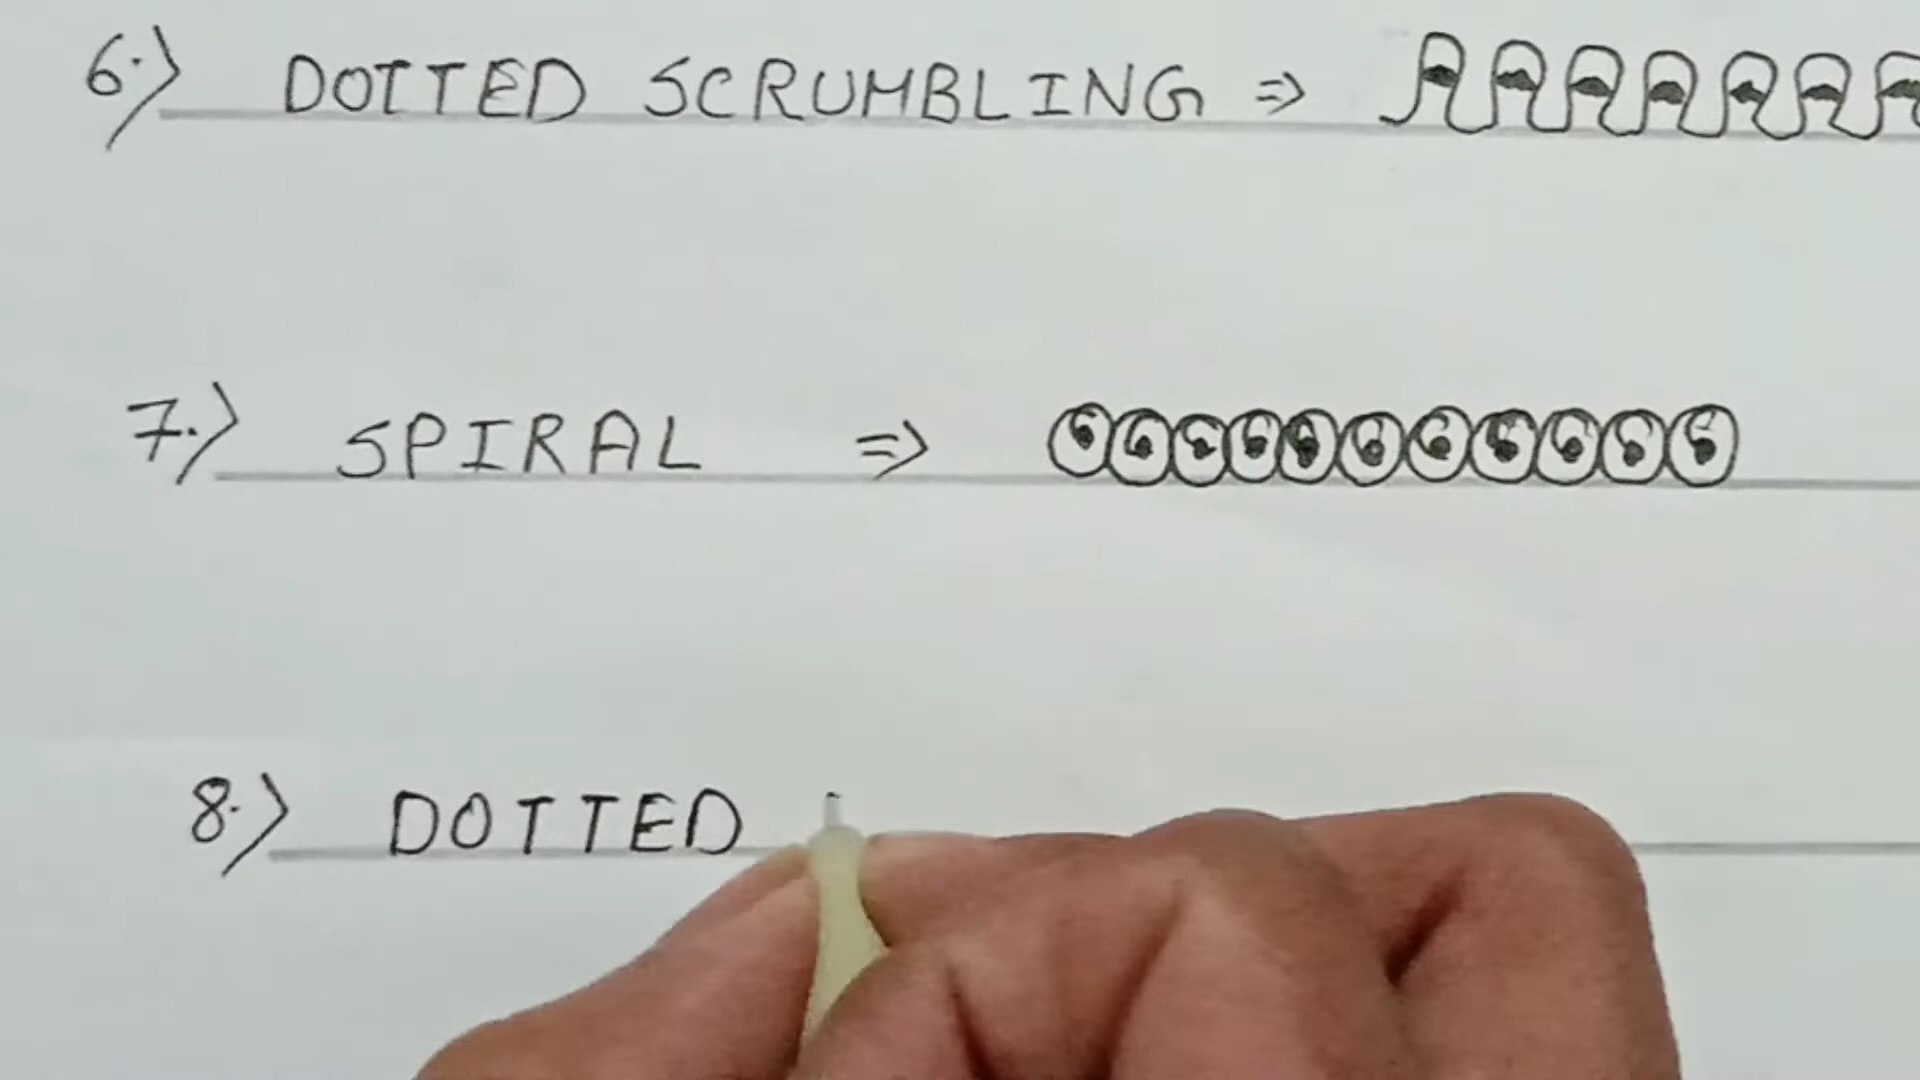 6.) DOTTED SCRUMBLING ⇒
7.) SPIRAL ⇒
8.) DOTTED